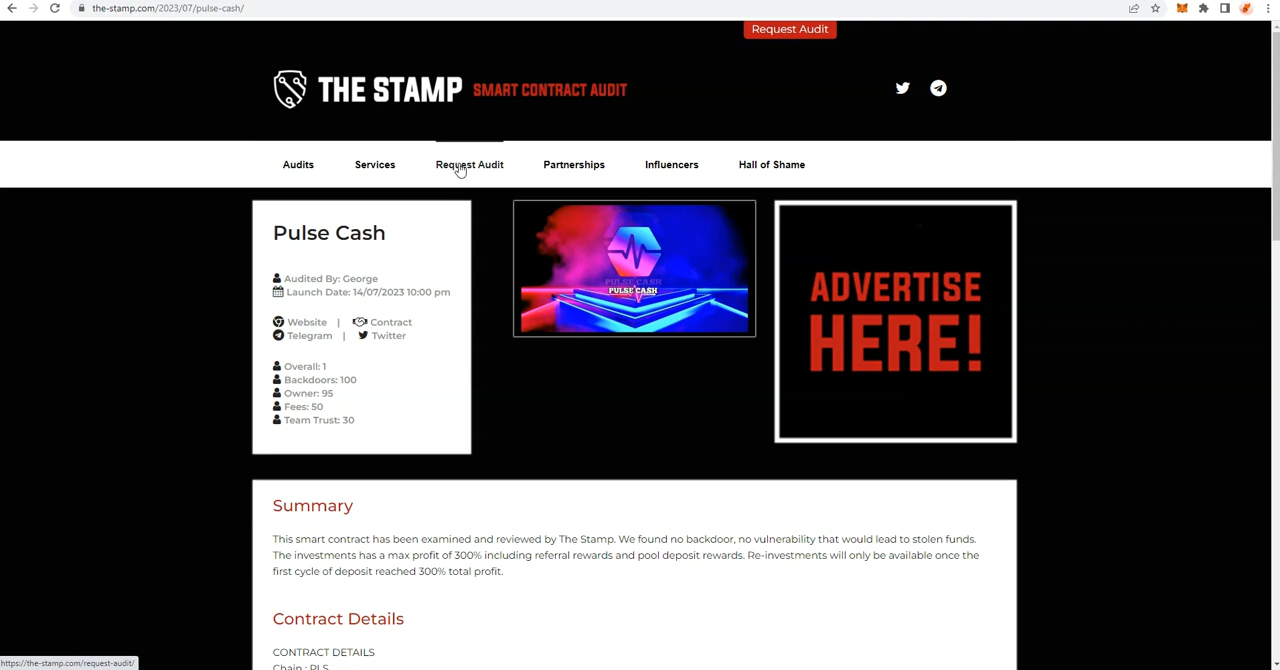 the-stamp.com/2023/07/pulse-cash/
Request Audit
THE STAMP SMART CONTRACT AUDIT
Audits Services Request Audit Partnerships Influencers Hall of Shame
Pulse Cash
Audited By: George
Launch Date: 14/07/2023 10:00 pm
Website | Contract
Telegram | Twitter
Overall: 1
Backdoors: 100
Owner: 95
Fees: 50
Team Trust: 30
PULSE CASH
PULSE CASH
ADVERTISE
HERE!
Summary
This smart contract has been examined and reviewed by The Stamp. We found no backdoor, no vulnerability that would lead to stolen funds.
The investments has a max profit of 300% including referral rewards and pool deposit rewards. Re-investments will only be available once the
first cycle of deposit reached 300% total profit.
Contract Details
CONTRACT DETAILS
Chain : PLS
https://the-stamp.com/request-audit/